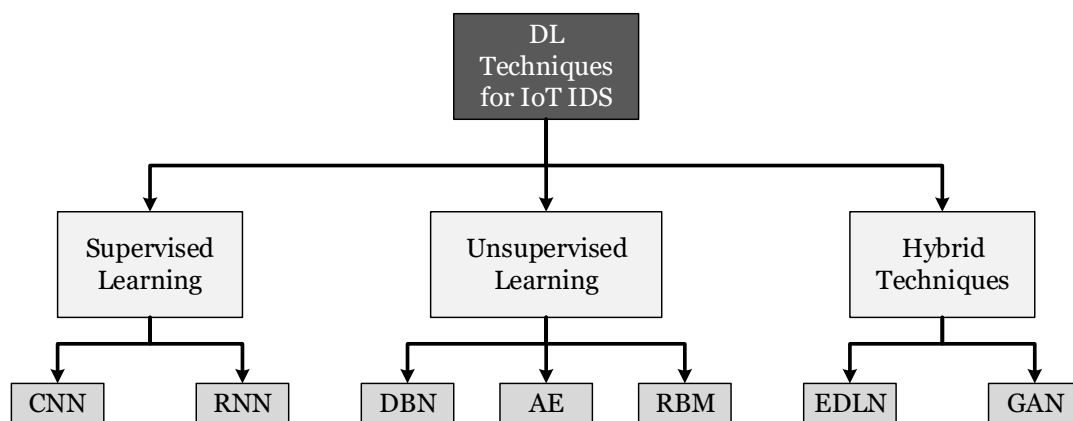 DL
Techniques
for IoT IDS
Supervised
Learning
Unsupervised
Learning
Hybrid
Techniques
CNN
RNN
DBN
AE
RBM
EDLN
GAN